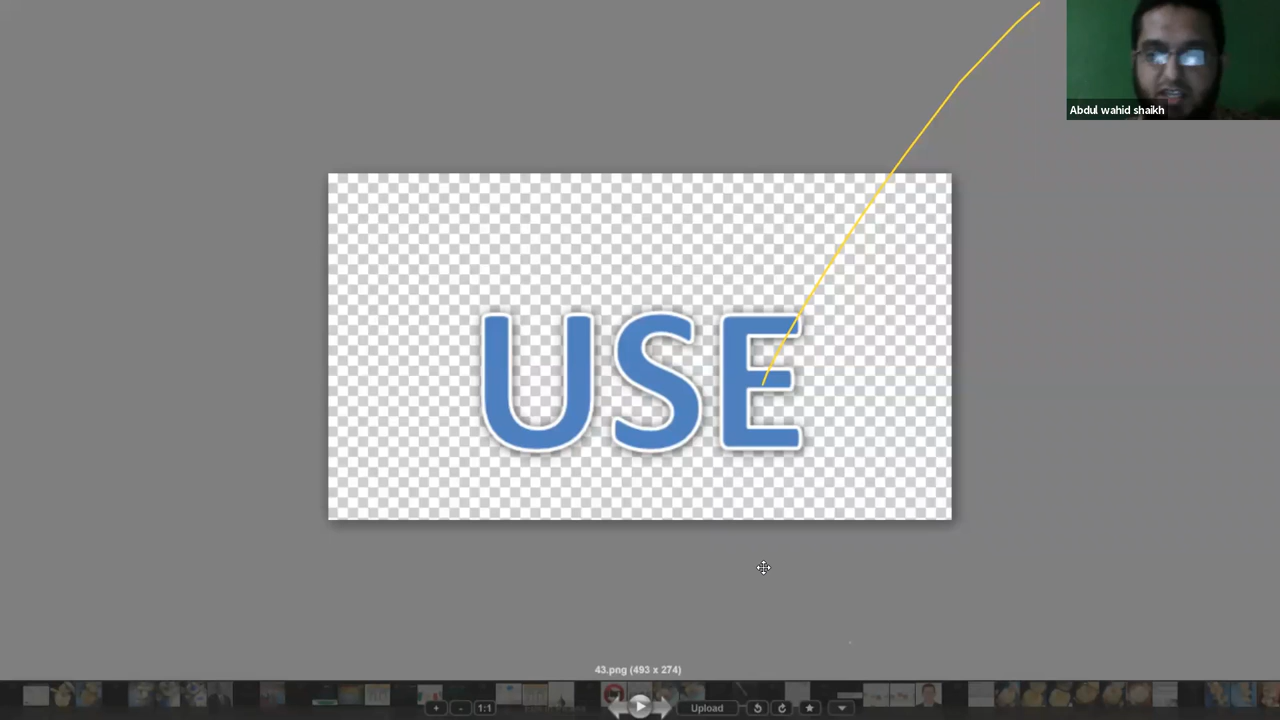 Abdul wahid shaikh
USE
43.png (493 x 274)
+ - 1:1 Upload